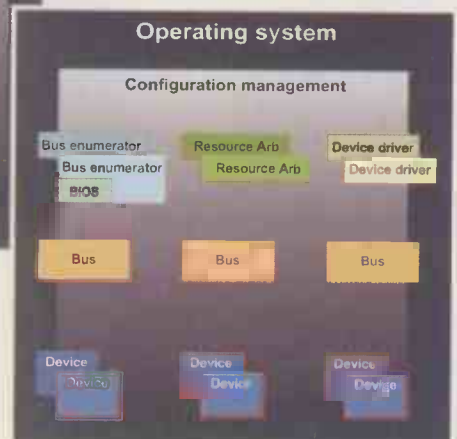 Operating system
Configuration management
Bus enumerator Resource Arb Device driver
Bus enumerator Resource Arb Device driver
BIOS
Bus Bus Bus
Device Device Device
Device Device Device